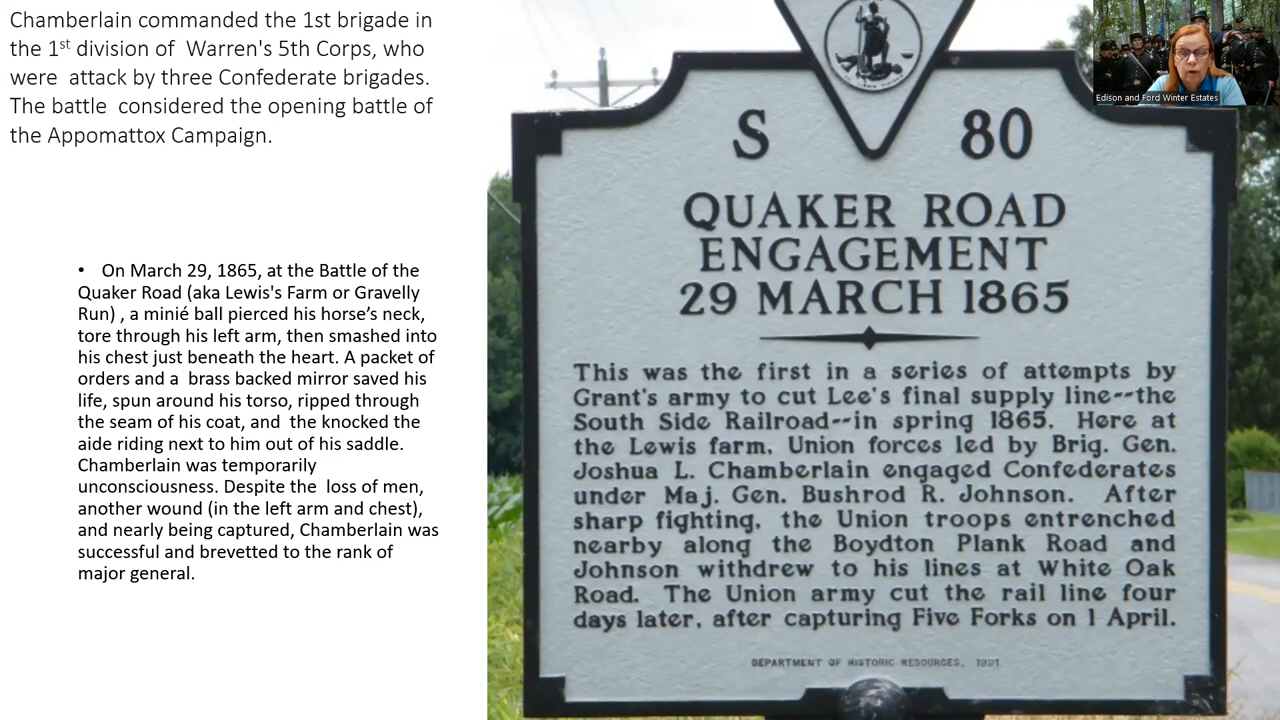 Chamberlain commanded the 1st brigade in
the 1st division of  Warren's 5th Corps, who
were  attack by three Confederate brigades.
The battle  considered the opening battle of
the Appomattox Campaign.
•   On March 29, 1865, at the Battle of the
Quaker Road (aka Lewis's Farm or Gravelly
Run) , a minié ball pierced his horse’s neck,
tore through his left arm, then smashed into
his chest just beneath the heart. A packet of
orders and a  brass backed mirror saved his
life, spun around his torso, ripped through
the seam of his coat, and  the knocked the
aide riding next to him out of his saddle.
Chamberlain was temporarily
unconsciousness. Despite the  loss of men,
another wound (in the left arm and chest),
and nearly being captured, Chamberlain was
successful and brevetted to the rank of
major general.
S 80
QUAKER ROAD
ENGAGEMENT
29 MARCH 1865
This was the first in a series of attempts by
Grant's army to cut Lee's final supply line--the
South Side Railroad--in spring 1865. Here at
the Lewis farm, Union forces led by Brig. Gen.
Joshua L. Chamberlain engaged Confederates
under Maj. Gen. Bushrod R. Johnson. After
sharp fighting, the Union troops entrenched
nearby along the Boydton Plank Road and
Johnson withdrew to his lines at White Oak
Road. The Union army cut the rail line four
days later, after capturing Five Forks on 1 April.
DEPARTMENT OF HISTORIC RESOURCES, 1991
Edison and Ford Winter Estates